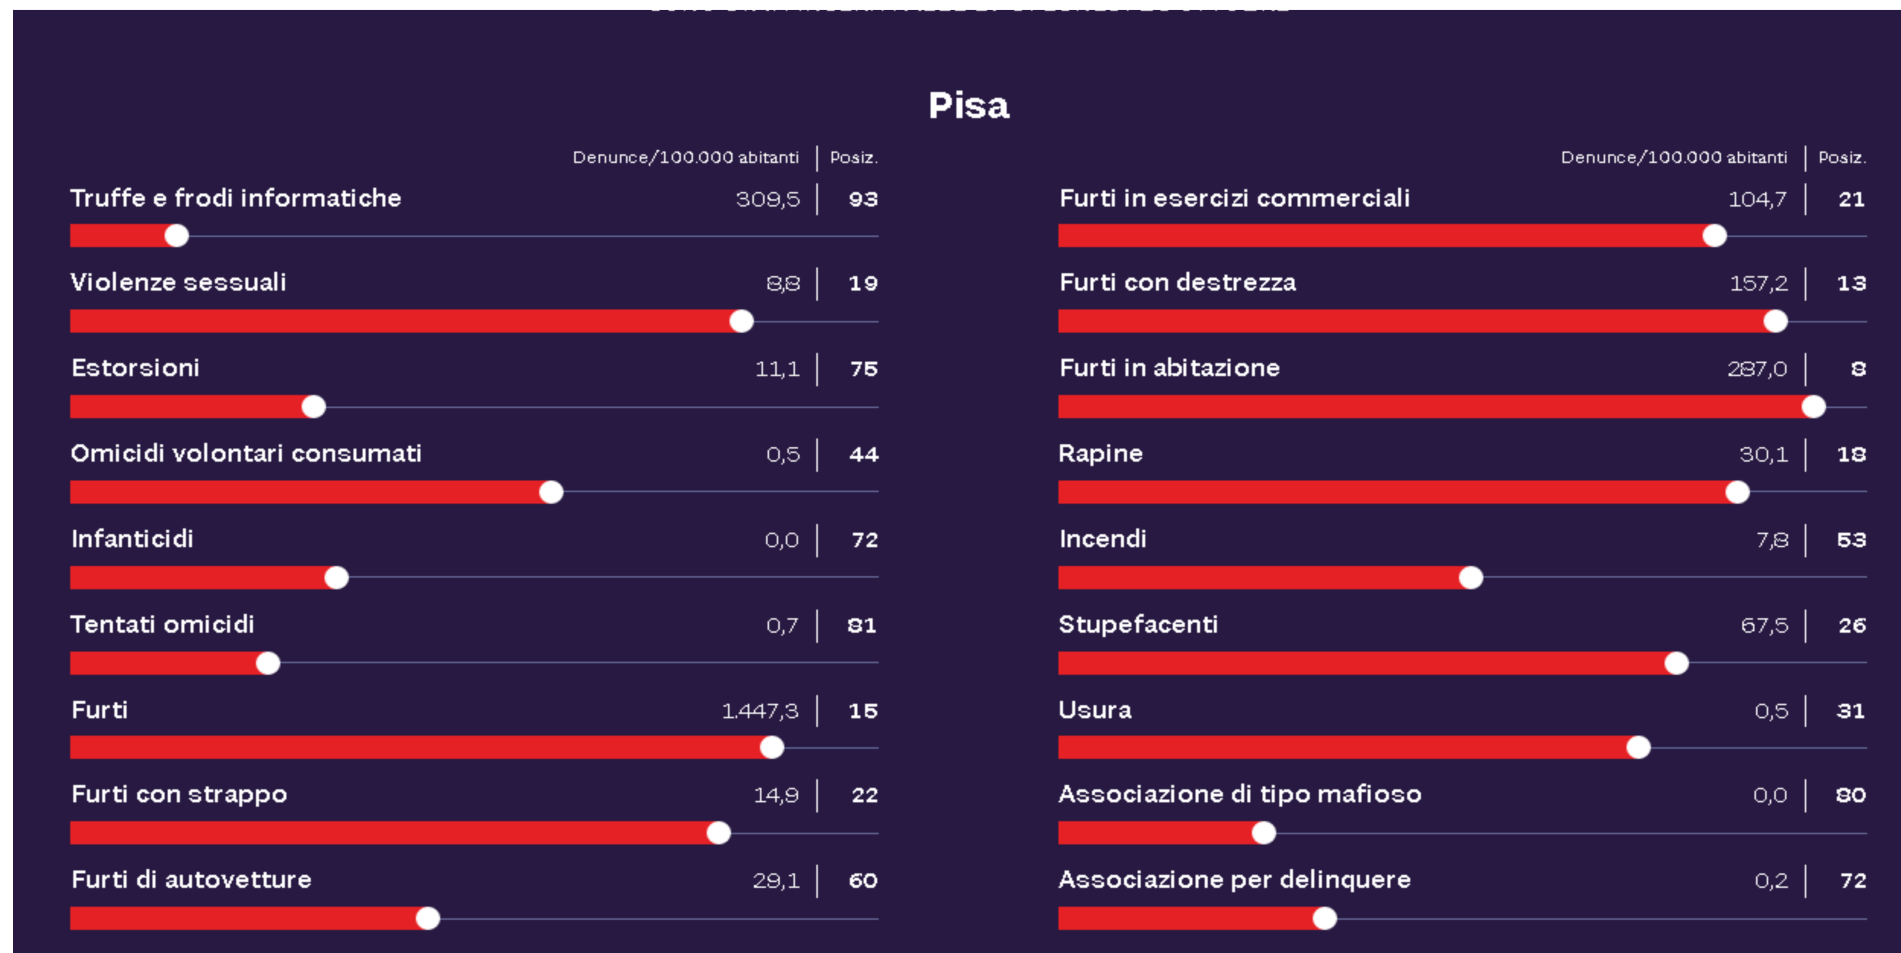 Pisa
Denunce/100.000 abitanti | Posiz.
Truffe e frodi informatiche 309,5 | 93
Violenze sessuali 8,8 | 19
Estorsioni 11,1 | 75
Omicidi volontari consumati 0,5 | 44
Infanticidi 0,0 | 72
Tentati omicidi 0,7 | 81
Furti 1.447,3 | 15
Furti con strappo 14,9 | 22
Furti di autovetture 29,1 | 60
Denunce/100.000 abitanti | Posiz.
Furti in esercizi commerciali 104,7 | 21
Furti con destrezza 157,2 | 13
Furti in abitazione 287,0 | 8
Rapine 30,1 | 18
Incendi 7,8 | 53
Stupefacenti 67,5 | 26
Usura 0,5 | 31
Associazione di tipo mafioso 0,0 | 80
Associazione per delinquere 0,2 | 72